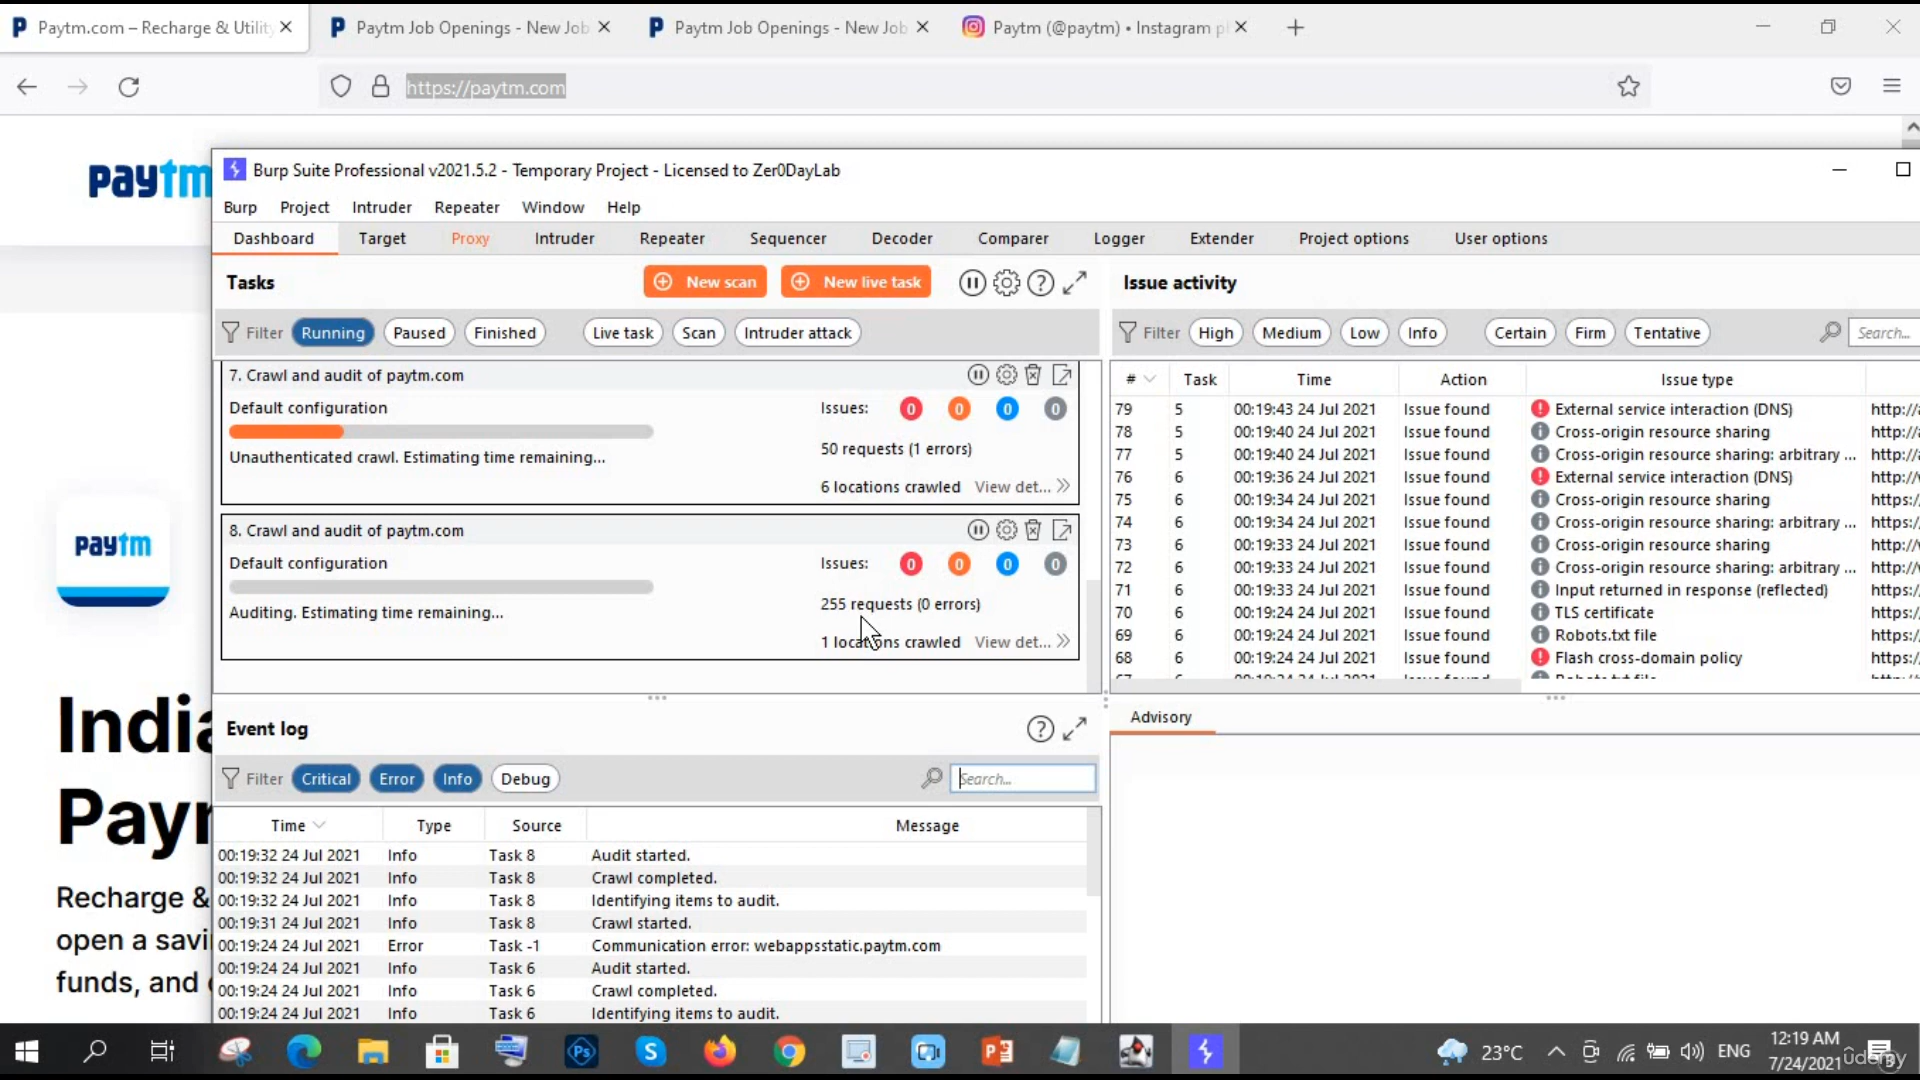 Paytm.com – Recharge & Utility
Paytm Job Openings - New Job
Paytm Job Openings - New Job
Paytm (@paytm) • Instagram
https://paytm.com
paytm
Burp Suite Professional v2021.5.2 - Temporary Project - Licensed to Zer0DayLab
Burp Project Intruder Repeater Window Help
Dashboard Target Proxy Intruder Repeater Sequencer Decoder Comparer Logger Extender Project options User options
Tasks New scan New live task
Filter Running Paused Finished Live task Scan Intruder attack
7. Crawl and audit of paytm.com
Default configuration Issues: 0 0 0 0
50 requests (1 errors)
Unauthenticated crawl. Estimating time remaining...
6 locations crawled View det... >>
8. Crawl and audit of paytm.com
Default configuration Issues: 0 0 0 0
255 requests (0 errors)
Auditing. Estimating time remaining...
1 locations crawled View det... >>
Issue activity
Filter High Medium Low Info Certain Firm Tentative Search...
# Task Time Action Issue type
79 5 00:19:43 24 Jul 2021 Issue found External service interaction (DNS) http://
78 5 00:19:40 24 Jul 2021 Issue found Cross-origin resource sharing http://
77 5 00:19:40 24 Jul 2021 Issue found Cross-origin resource sharing: arbitrary ... http://
76 6 00:19:36 24 Jul 2021 Issue found External service interaction (DNS) http://
75 6 00:19:34 24 Jul 2021 Issue found Cross-origin resource sharing https:/
74 6 00:19:34 24 Jul 2021 Issue found Cross-origin resource sharing: arbitrary ... https:/
73 6 00:19:33 24 Jul 2021 Issue found Cross-origin resource sharing http://
72 6 00:19:33 24 Jul 2021 Issue found Cross-origin resource sharing: arbitrary ... http://
71 6 00:19:33 24 Jul 2021 Issue found Input returned in response (reflected) https:/
70 6 00:19:24 24 Jul 2021 Issue found TLS certificate https:/
69 6 00:19:24 24 Jul 2021 Issue found Robots.txt file https:/
68 6 00:19:24 24 Jul 2021 Issue found Flash cross-domain policy https:/
Advisory
Event log
Filter Critical Error Info Debug Search...
Time Type Source Message
00:19:32 24 Jul 2021 Info Task 8 Audit started.
00:19:32 24 Jul 2021 Info Task 8 Crawl completed.
00:19:32 24 Jul 2021 Info Task 8 Identifying items to audit.
00:19:31 24 Jul 2021 Info Task 8 Crawl started.
00:19:24 24 Jul 2021 Error Task -1 Communication error: webappsstatic.paytm.com
00:19:24 24 Jul 2021 Info Task 6 Audit started.
00:19:24 24 Jul 2021 Info Task 6 Crawl completed.
00:19:24 24 Jul 2021 Info Task 6 Identifying items to audit.
paytm
India
Payr
Recharge &
open a savi
funds, and
23°C ENG 12:19 AM
7/24/2021
udemy